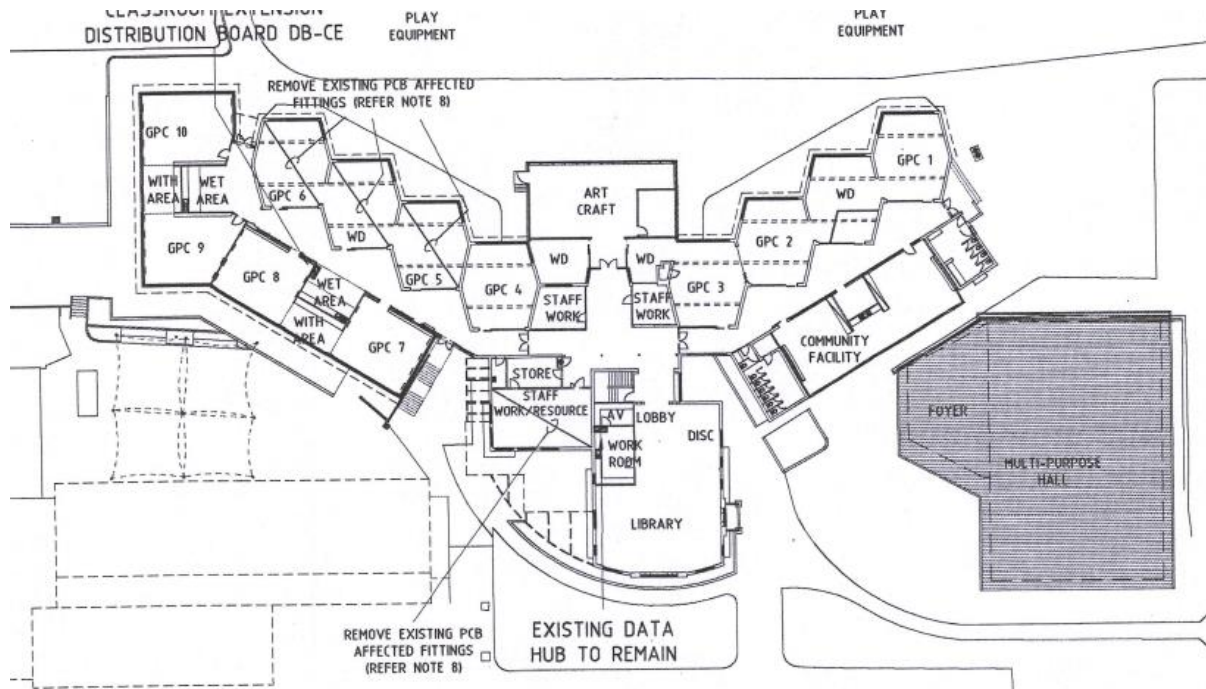 CLASSROOM EXTENSION
DISTRIBUTION BOARD DB-CE
PLAY
EQUIPMENT
PLAY
EQUIPMENT
REMOVE EXISTING PCB AFFECTED
FITTINGS (REFER NOTE 8)
GPC 10
WITH
AREA
WET
AREA
GPC 6
WD
GPC 5
GPC 4
GPC 9
GPC 8
WET
AREA
WITH
AREA
GPC 7
ART
CRAFT
WD
WD
STAFF
WORK
STAFF
WORK
GPC 1
WD
GPC 2
GPC 3
COMMUNITY
FACILITY
STORE
STAFF
WORK/RESOURCE
AV
LOBBY
DISC
WORK
ROOM
LIBRARY
FOYER
MULTI-PURPOSE
HALL
REMOVE EXISTING PCB
AFFECTED FITTINGS
(REFER NOTE 8)
EXISTING DATA
HUB TO REMAIN